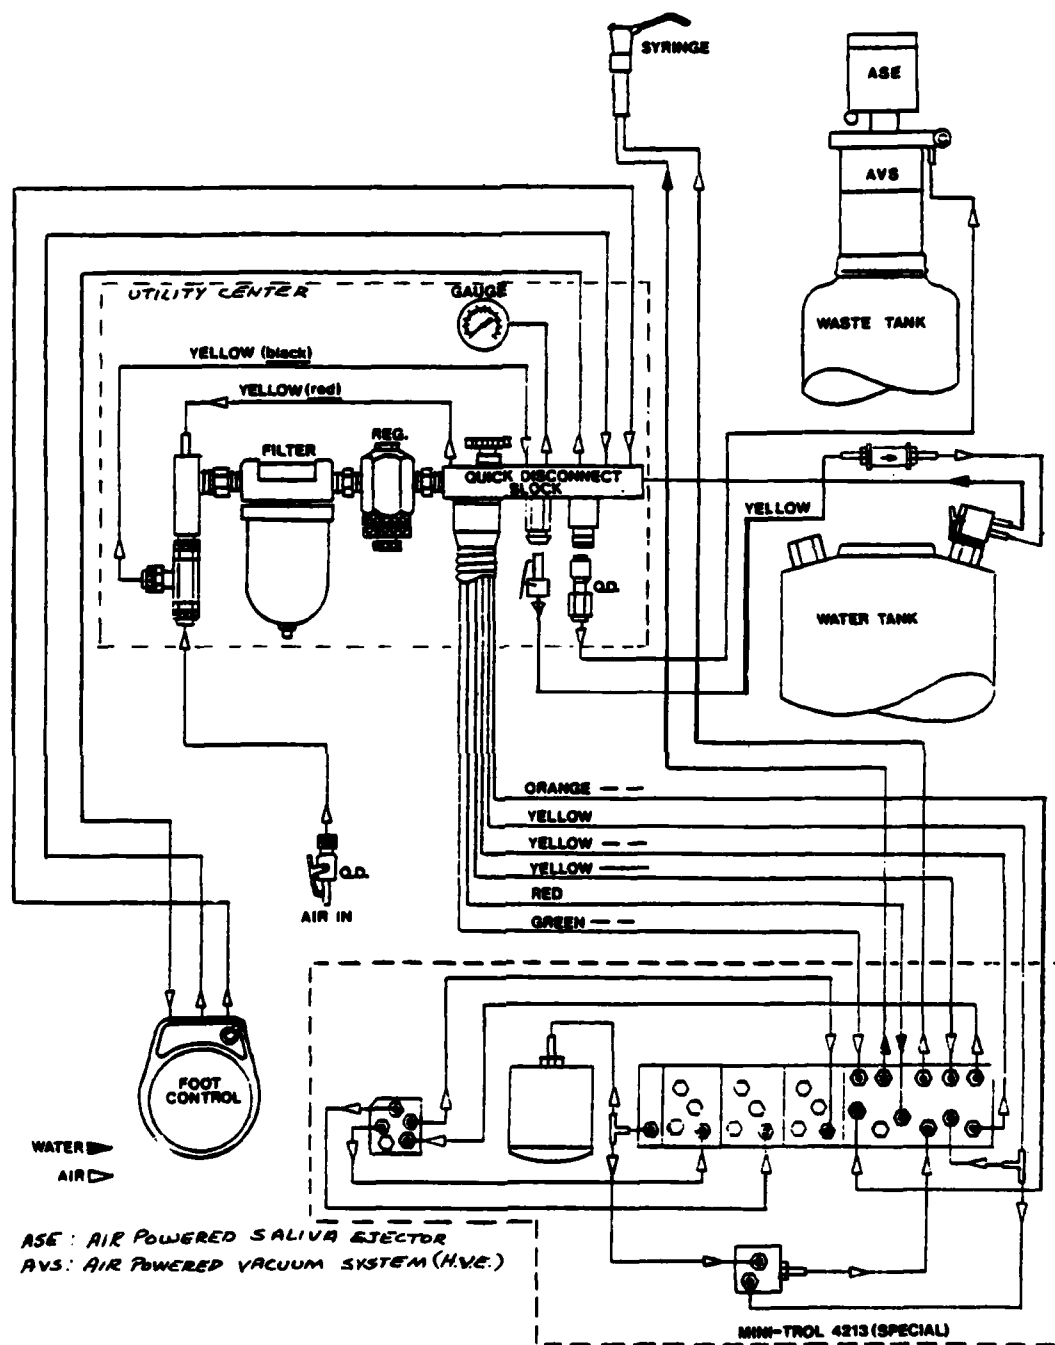 SYRINGE
ASE
AVS
WASTE TANK
UTILITY CENTER
GAUGE
YELLOW (black)
YELLOW (red)
FILTER
REG.
QUICK DISCONNECT
BLOCK
YELLOW
Q.D.
WATER TANK
ORANGE — —
YELLOW
YELLOW — —
YELLOW ——
RED
GREEN — —
Q.D.
AIR IN
FOOT
CONTROL
WATER
AIR
ASE : AIR POWERED SALIVA EJECTOR
AVS: AIR POWERED VACUUM SYSTEM (H.V.E.)
MINI-TROL 4213 (SPECIAL)